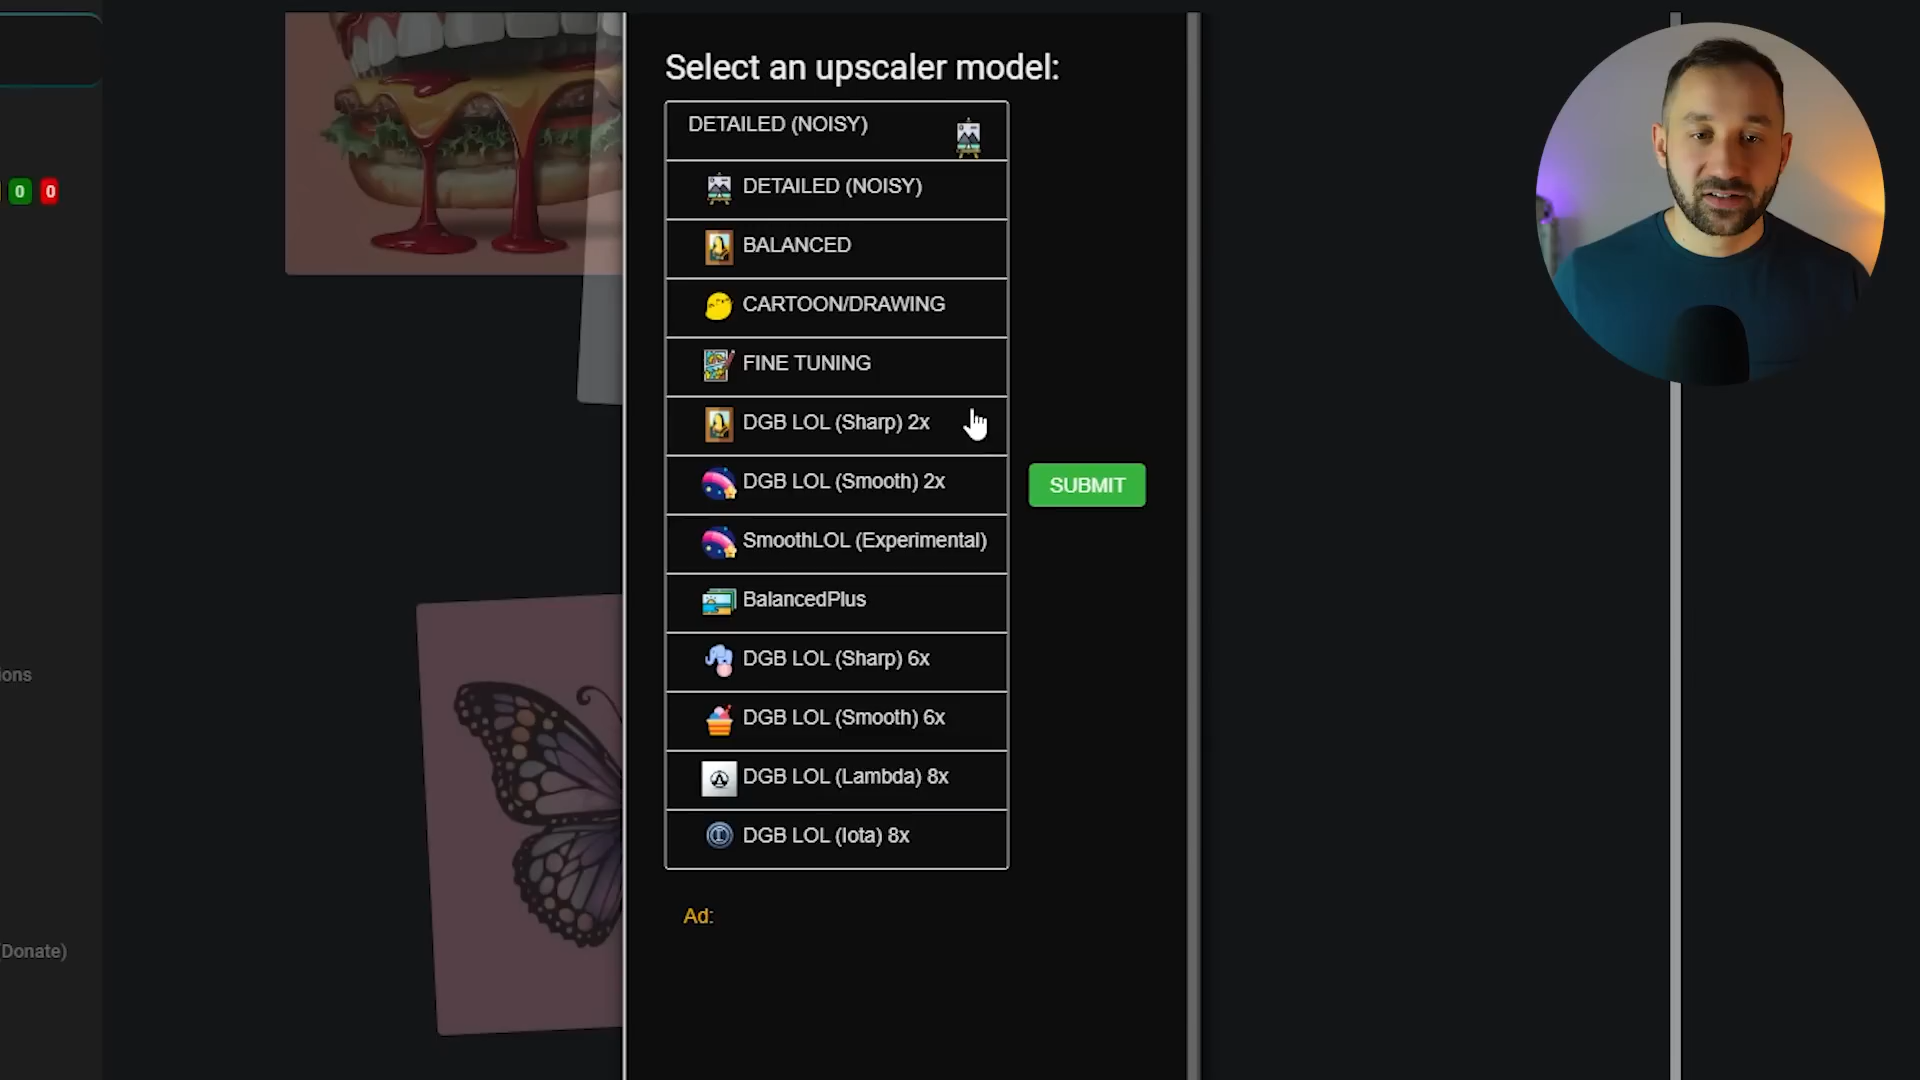 Select an upscaler model:
DETAILED (NOISY)
DETAILED (NOISY)
BALANCED
CARTOON/DRAWING
FINE TUNING
DGB LOL (Sharp) 2x
DGB LOL (Smooth) 2x
SUBMIT
SmoothLOL (Experimental)
BalancedPlus
DGB LOL (Sharp) 6x
DGB LOL (Smooth) 6x
DGB LOL (Lambda) 8x
DGB LOL (Iota) 8x
Ad:
0 0
ions
(Donate)